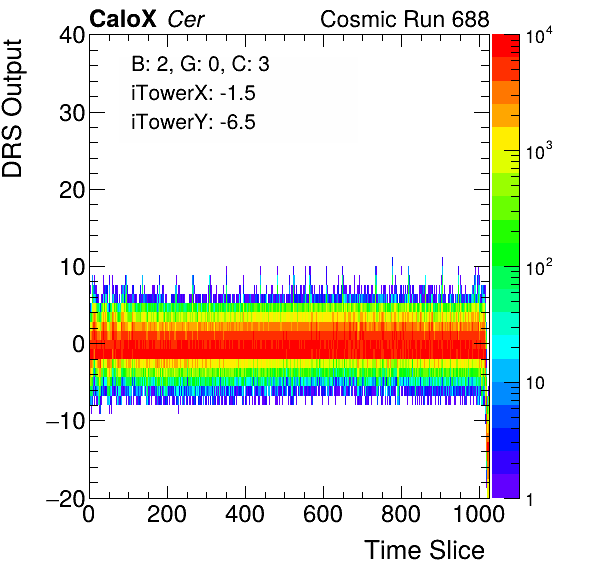 CaloX Cer Cosmic Run 688
DRS Output
B: 2, G: 0, C: 3
iTowerX: -1.5
iTowerY: -6.5
40
30
20
10
0
−10
−20
0 200 400 600 800 1000
Time Slice
10^4
10^3
10^2
10
1